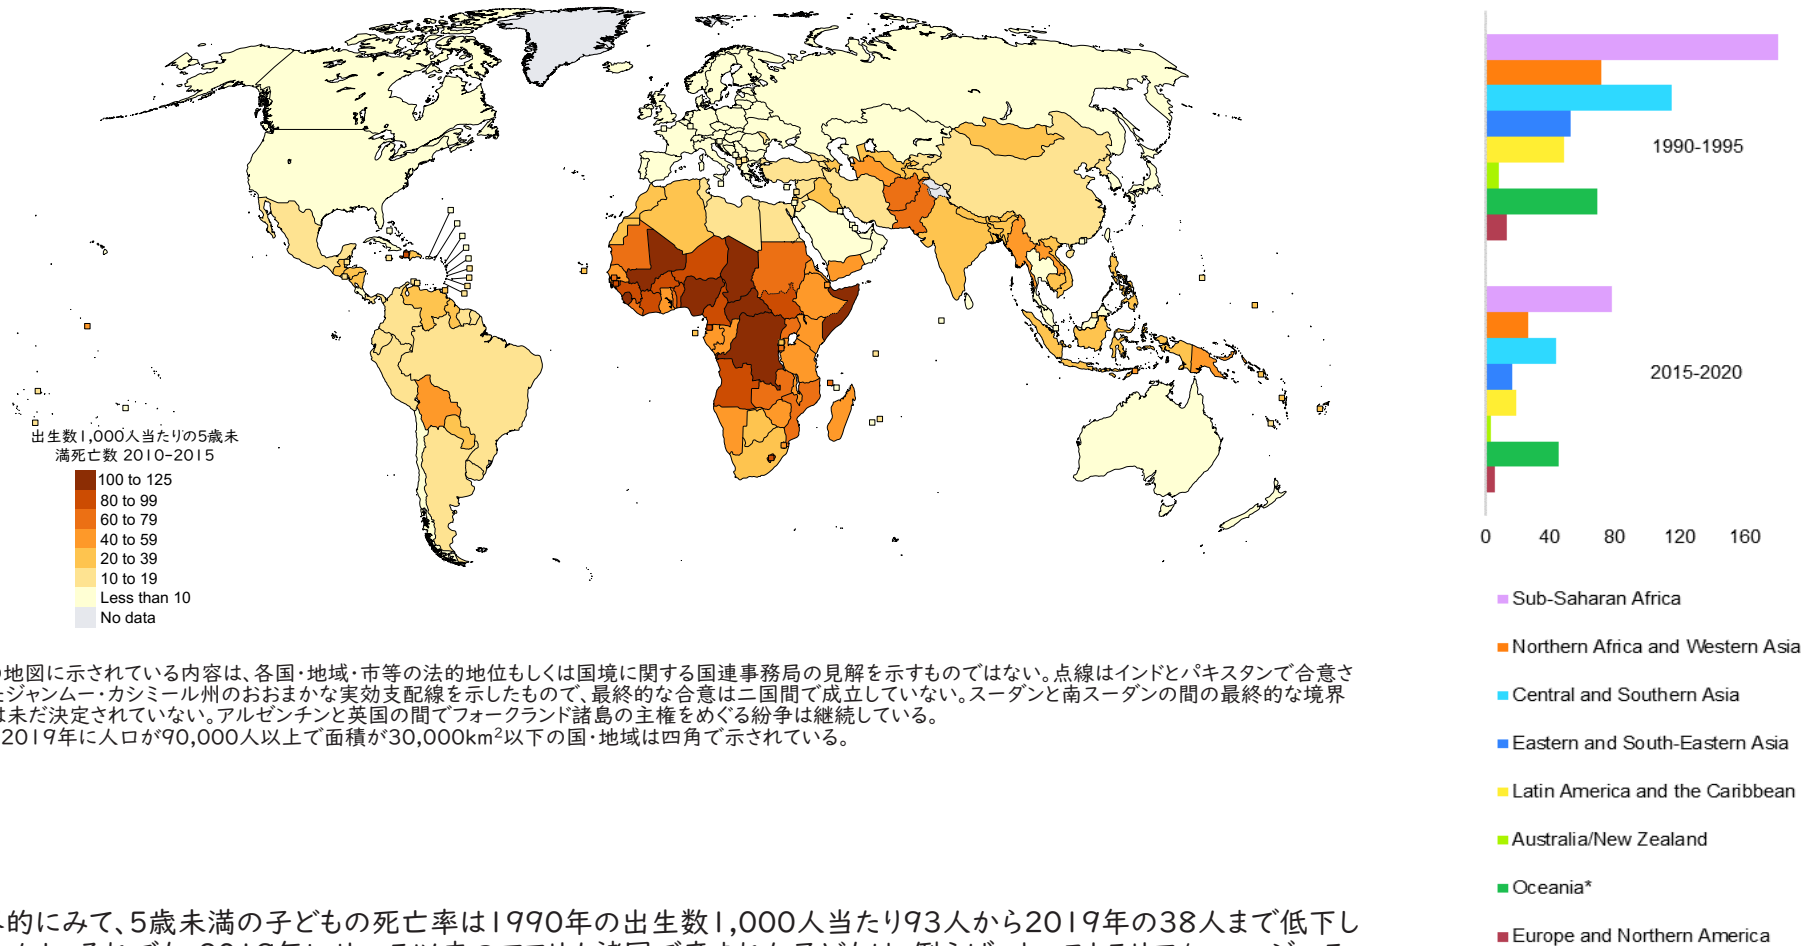 1990-1995
2015-2020
0 40 80 120 160
出生数1,000人当たりの5歳未
満死亡数 2010-2015
100 to 125
80 to 99
60 to 79
40 to 59
20 to 39
10 to 19
Less than 10
No data
Sub-Saharan Africa
Northern Africa and Western Asia
Central and Southern Asia
Eastern and South-Eastern Asia
Latin America and the Caribbean
Australia/New Zealand
Oceania*
Europe and Northern America
の地図に示されている内容は、各国・地域・市等の法的地位もしくは国境に関する国連事務局の見解を示すものではない。点線はインドとパキスタンで合意さ
たジャンムー・カシミール州のおおまかな実効支配線を示したもので、最終的な合意は二国間で成立していない。スーダンと南スーダンの間の最終的な境界
は未だ決定されていない。アルゼンチンと英国の間でフォークランド諸島の主権をめぐる紛争は継続している。
2019年に人口が90,000人以上で面積が30,000km²以下の国・地域は四角で示されている。
的にみて、5歳未満の子どもの死亡率は1990年の出生数1,000人当たり93人から2019年の38人まで低下し